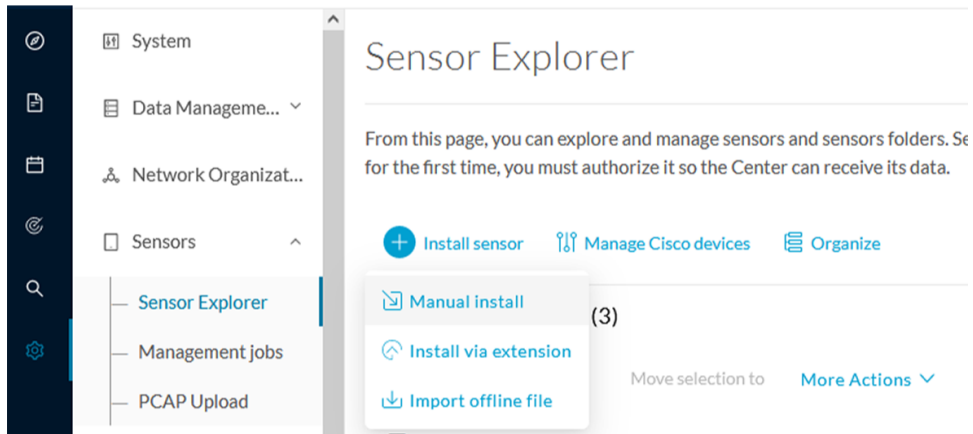 System
Data Manageme...
Network Organizat...
Sensors
Sensor Explorer
Management jobs
PCAP Upload
Sensor Explorer
From this page, you can explore and manage sensors and sensors folders. Se
for the first time, you must authorize it so the Center can receive its data.
Install sensor
Manage Cisco devices
Organize
Manual install
Install via extension
Import offline file
(3)
Move selection to
More Actions